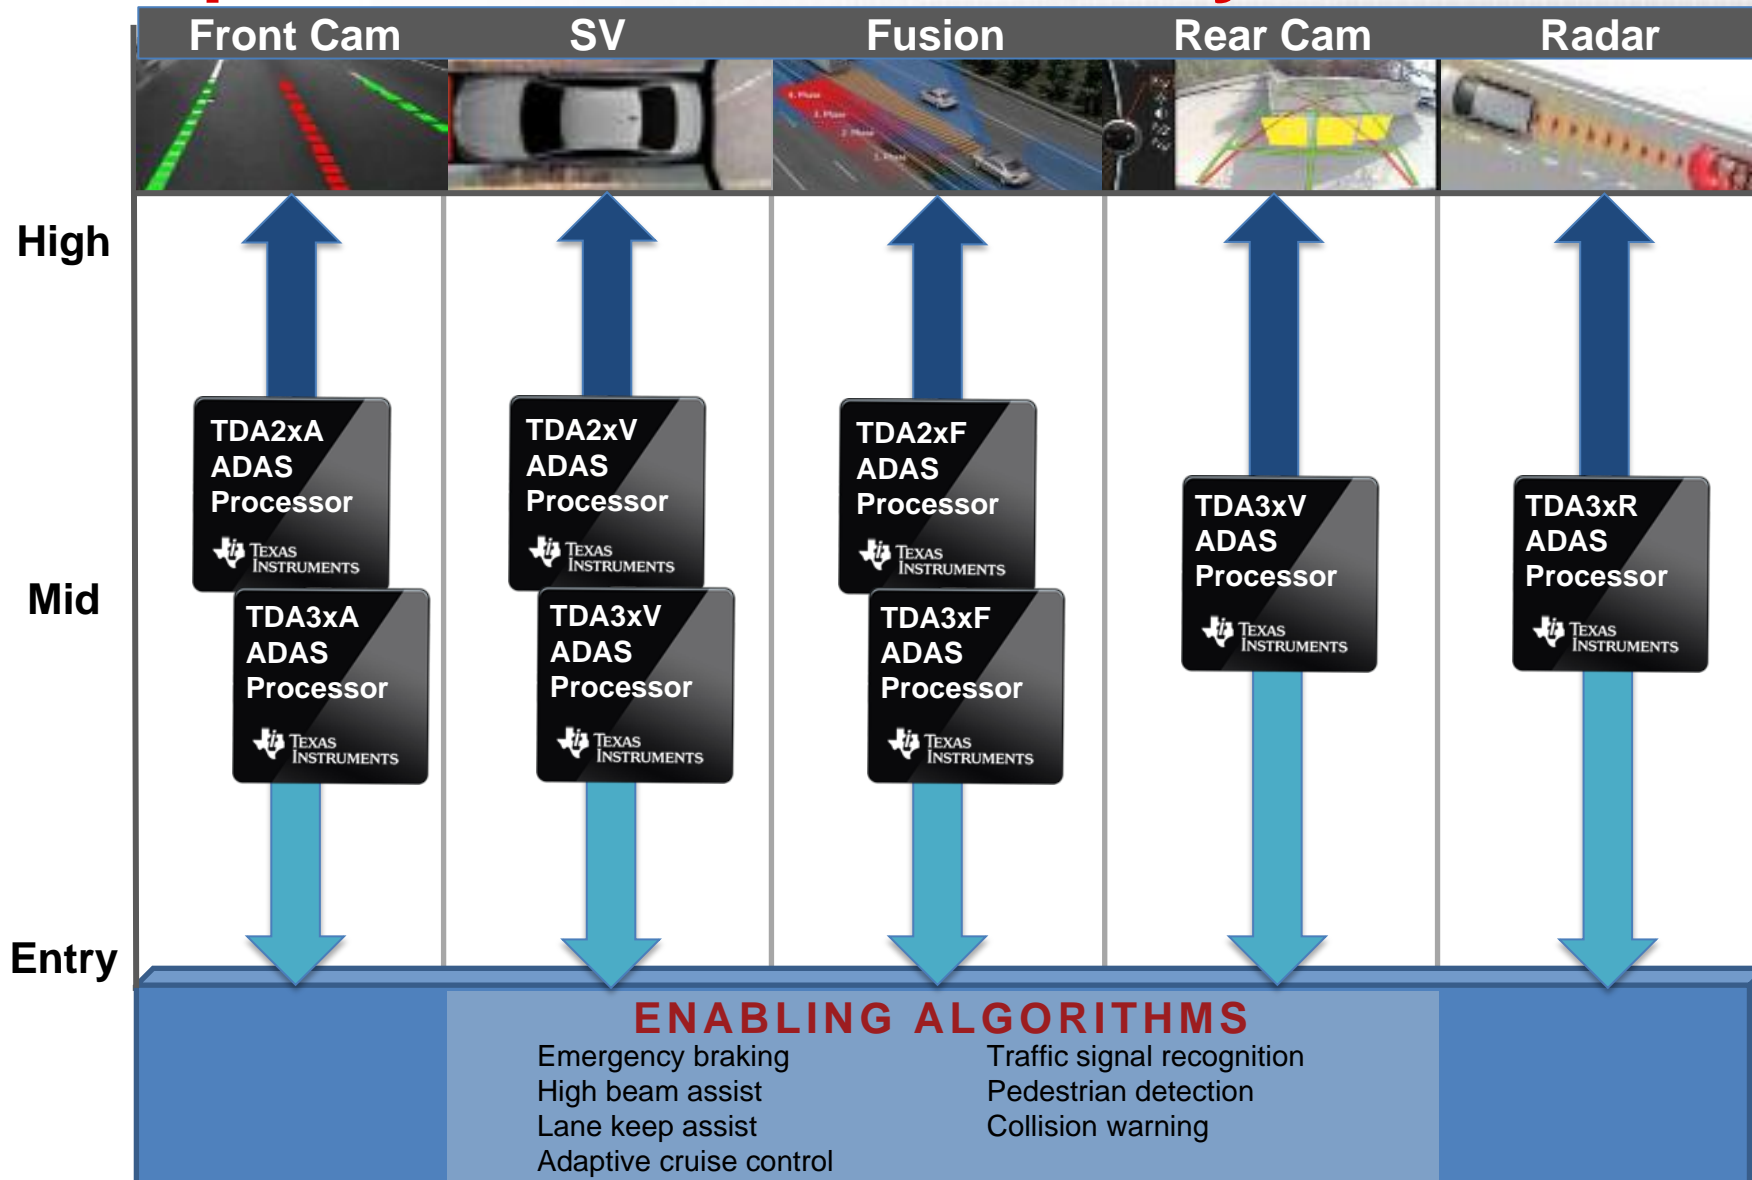 Front Cam
SV
Fusion
Rear Cam
Radar
High
Mid
Entry
TDA2xA
ADAS
Processor
TEXAS
INSTRUMENTS
TDA3xA
ADAS
Processor
TEXAS
INSTRUMENTS
TDA2xV
ADAS
Processor
TEXAS
INSTRUMENTS
TDA3xV
ADAS
Processor
TEXAS
INSTRUMENTS
TDA2xF
ADAS
Processor
TEXAS
INSTRUMENTS
TDA3xF
ADAS
Processor
TEXAS
INSTRUMENTS
TDA3xV
ADAS
Processor
TEXAS
INSTRUMENTS
TDA3xR
ADAS
Processor
TEXAS
INSTRUMENTS
ENABLING ALGORITHMS
Emergency braking
High beam assist
Lane keep assist
Adaptive cruise control
Traffic signal recognition
Pedestrian detection
Collision warning